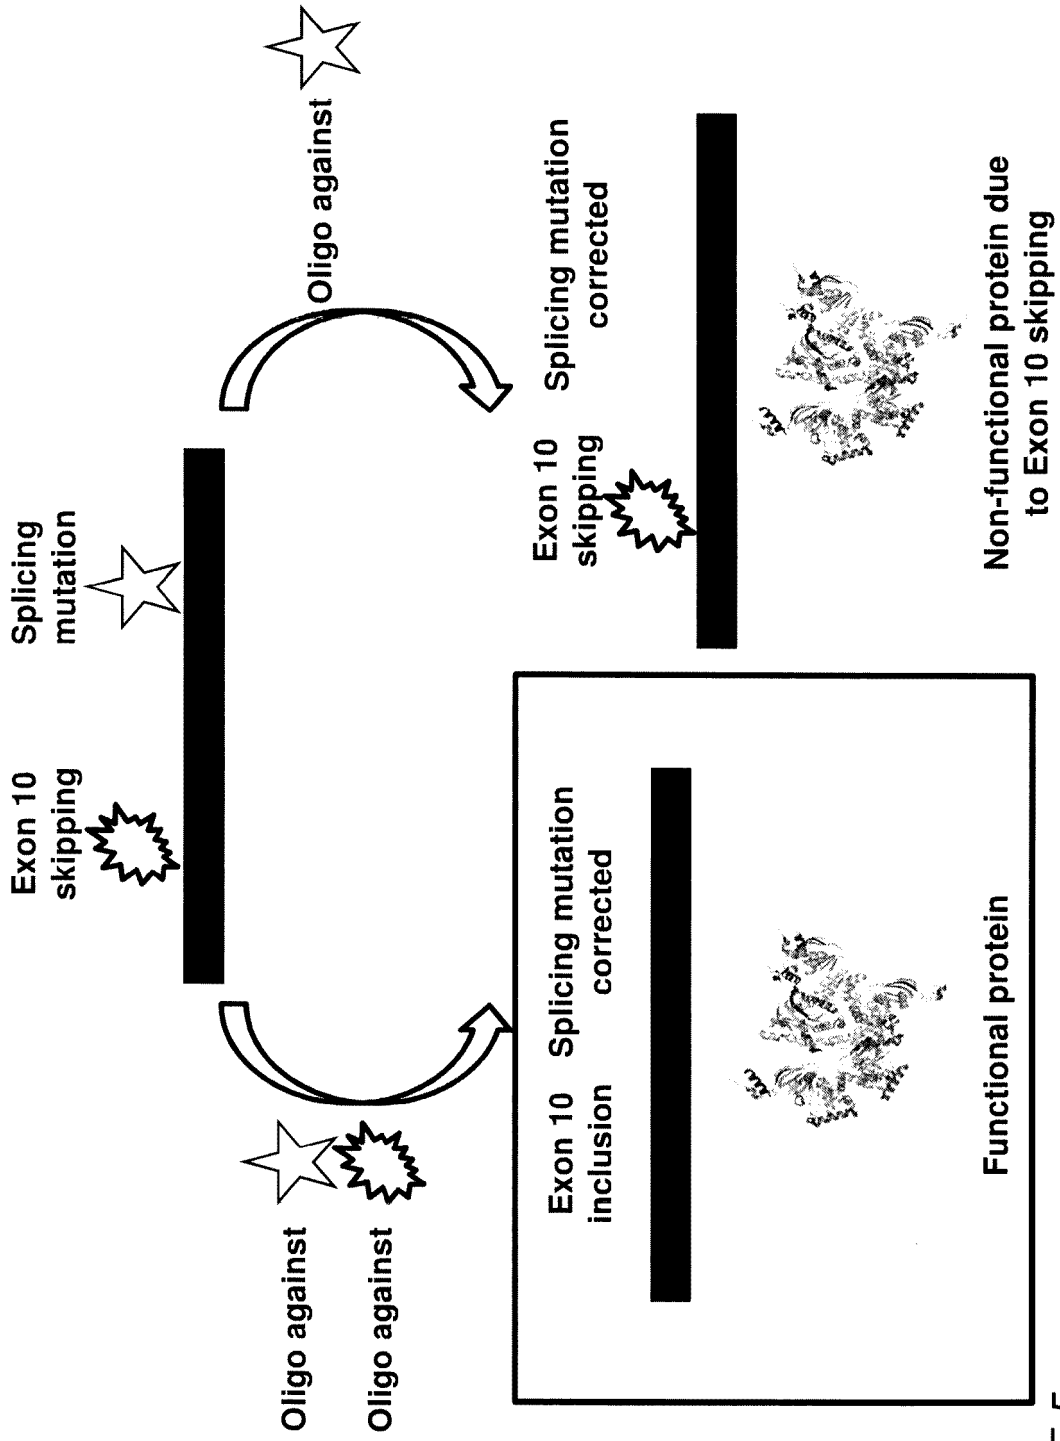 Exon 10
skipping
Splicing
mutation
Oligo against
Oligo against
Oligo against
Exon 10
inclusion
Splicing mutation
corrected
Functional protein
Exon 10
skipping
Splicing mutation
corrected
Non-functional protein due
to Exon 10 skipping